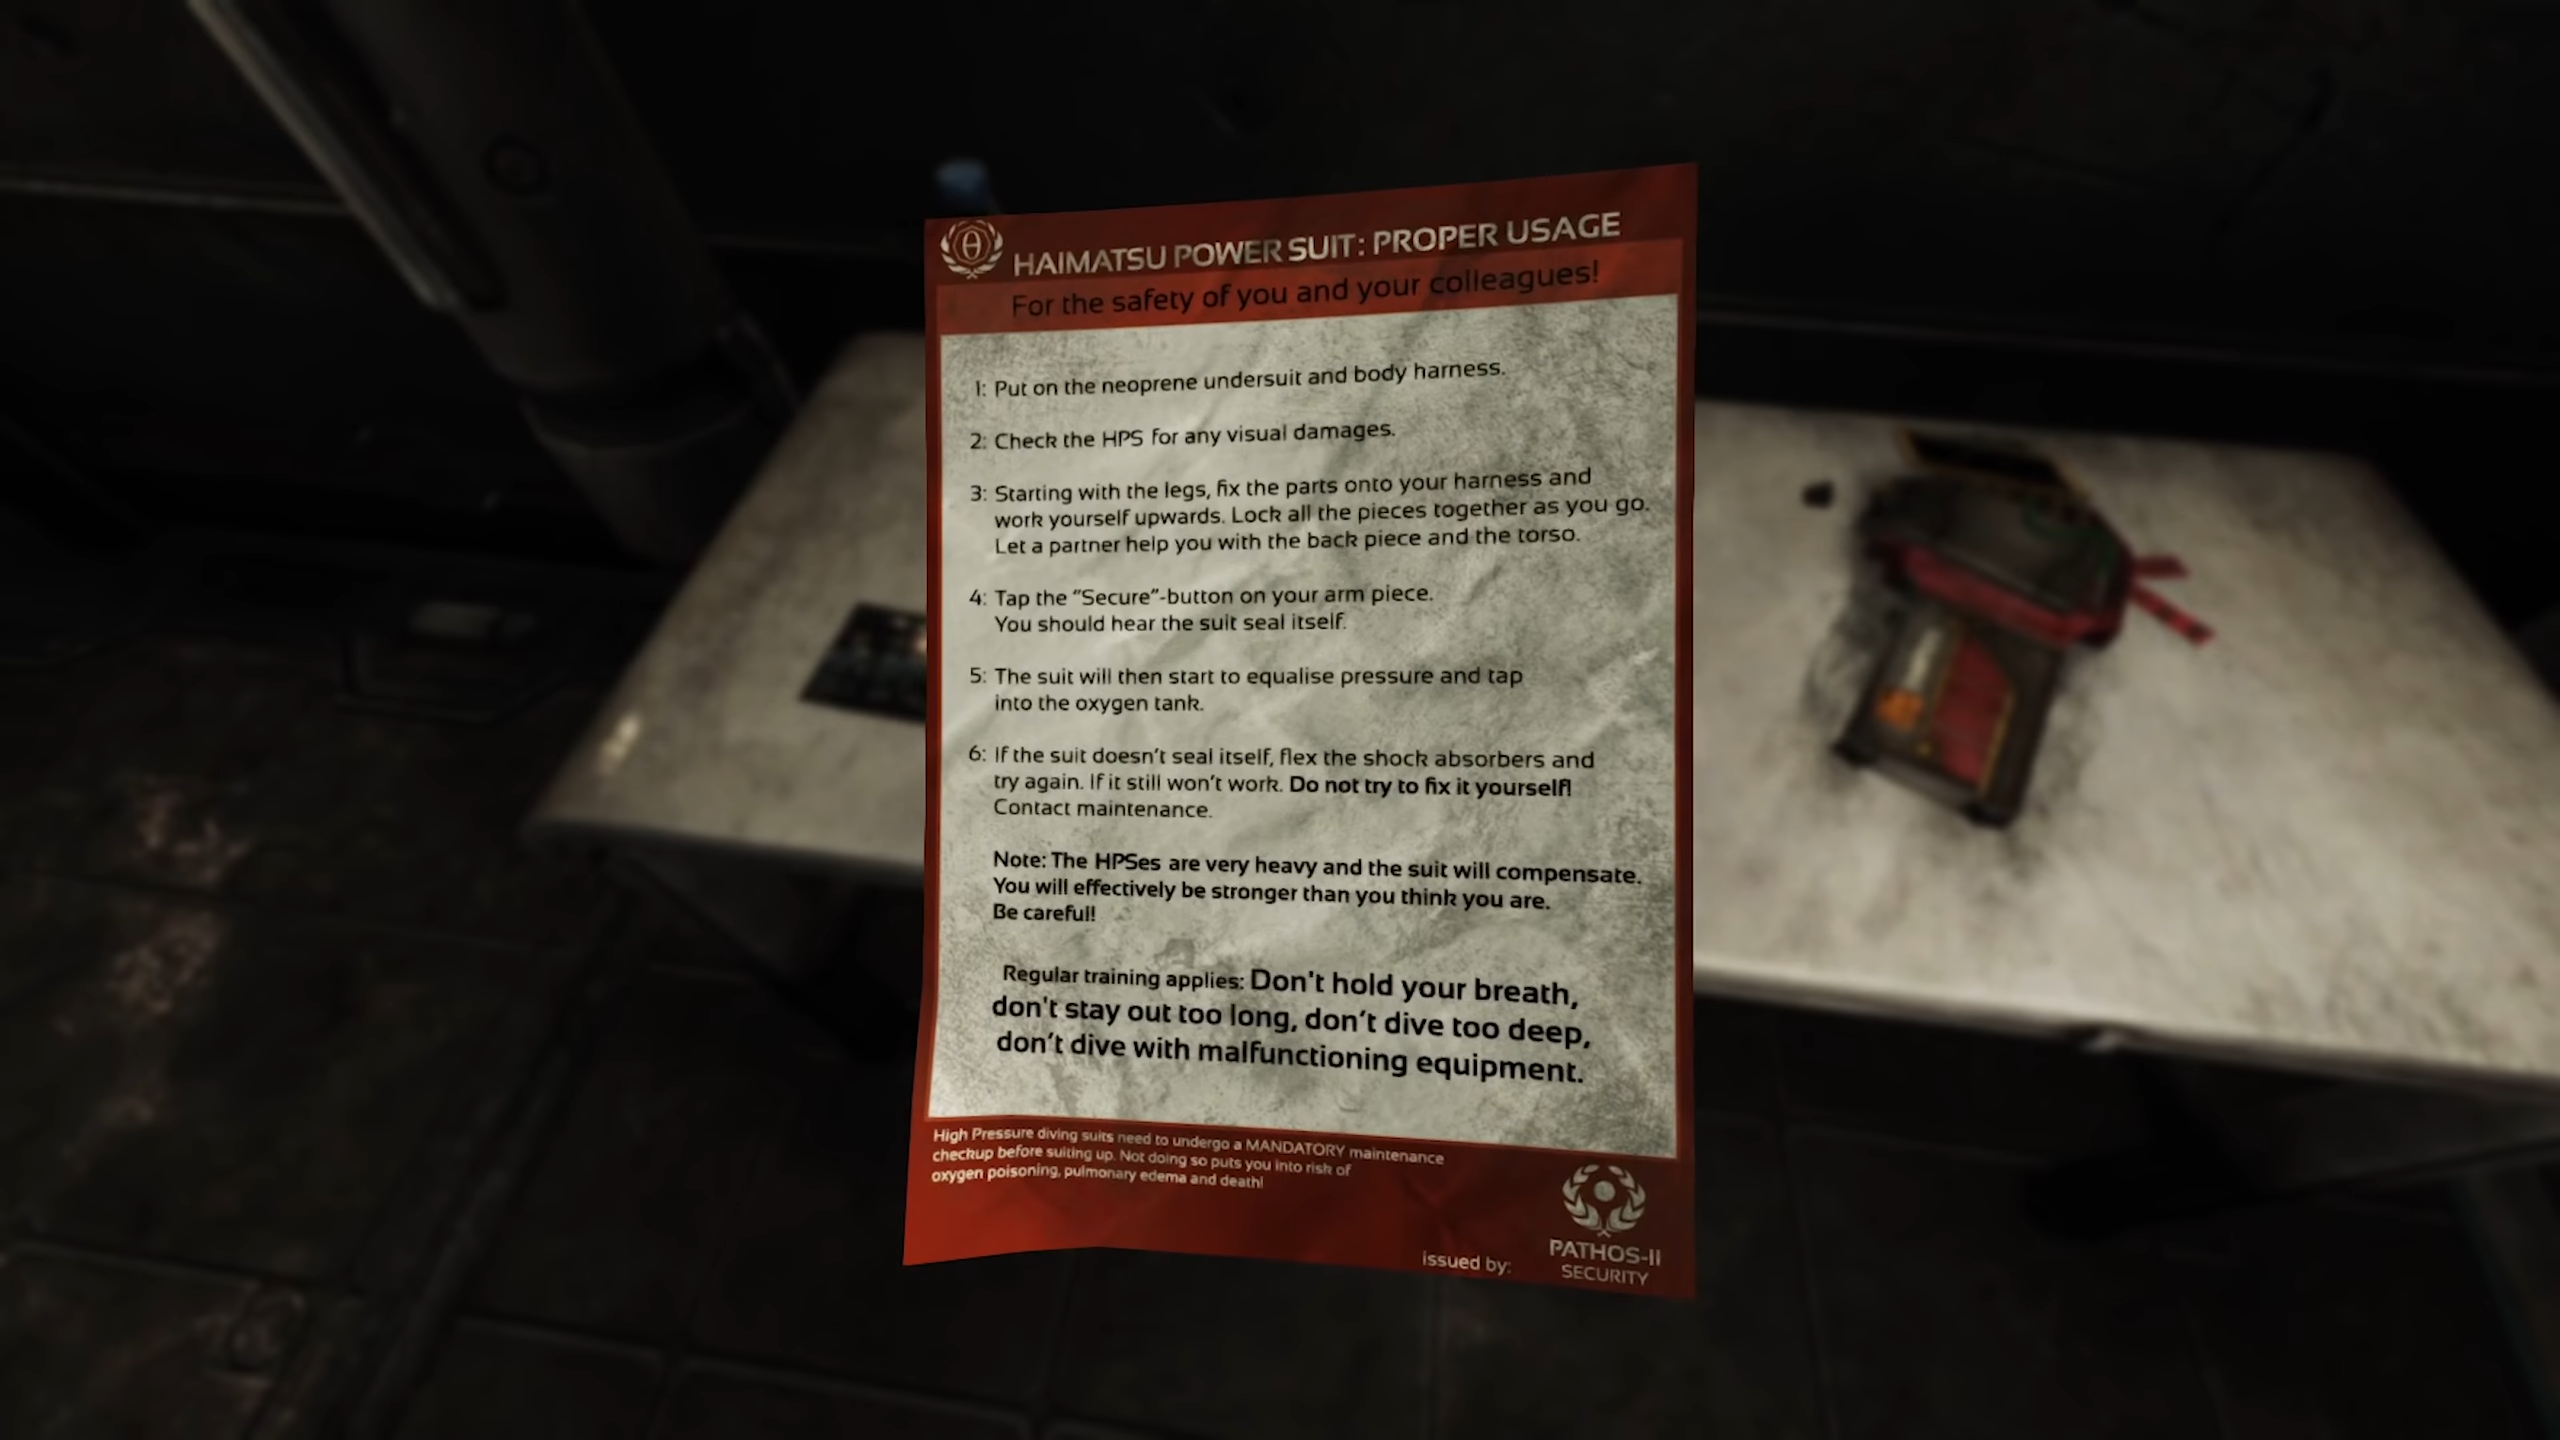 HAIMATSU POWER SUIT: PROPER USAGE
For the safety of you and your colleagues!
1: Put on the neoprene undersuit and body harness.
2: Check the HPS for any visual damages.
3: Starting with the legs, fix the parts onto your harness and
work yourself upwards. Lock all the pieces together as you go.
Let a partner help you with the back piece and the torso.
4: Tap the "Secure"-button on your arm piece.
You should hear the suit seal itself.
5: The suit will then start to equalise pressure and tap
into the oxygen tank.
6: If the suit doesn't seal itself, flex the shock absorbers and
try again. If it still won't work. Do not try to fix it yourself!
Contact maintenance.
Note: The HPSes are very heavy and the suit will compensate.
You will effectively be stronger than you think you are.
Be careful!
Regular training applies: Don't hold your breath,
don't stay out too long, don't dive too deep,
don't dive with malfunctioning equipment.
High Pressure diving suits need to undergo a MANDATORY maintenance
checkup before suiting up. Not doing so puts you into risk of
oxygen poisoning, pulmonary edema and death!
issued by:
PATHOS-II
SECURITY